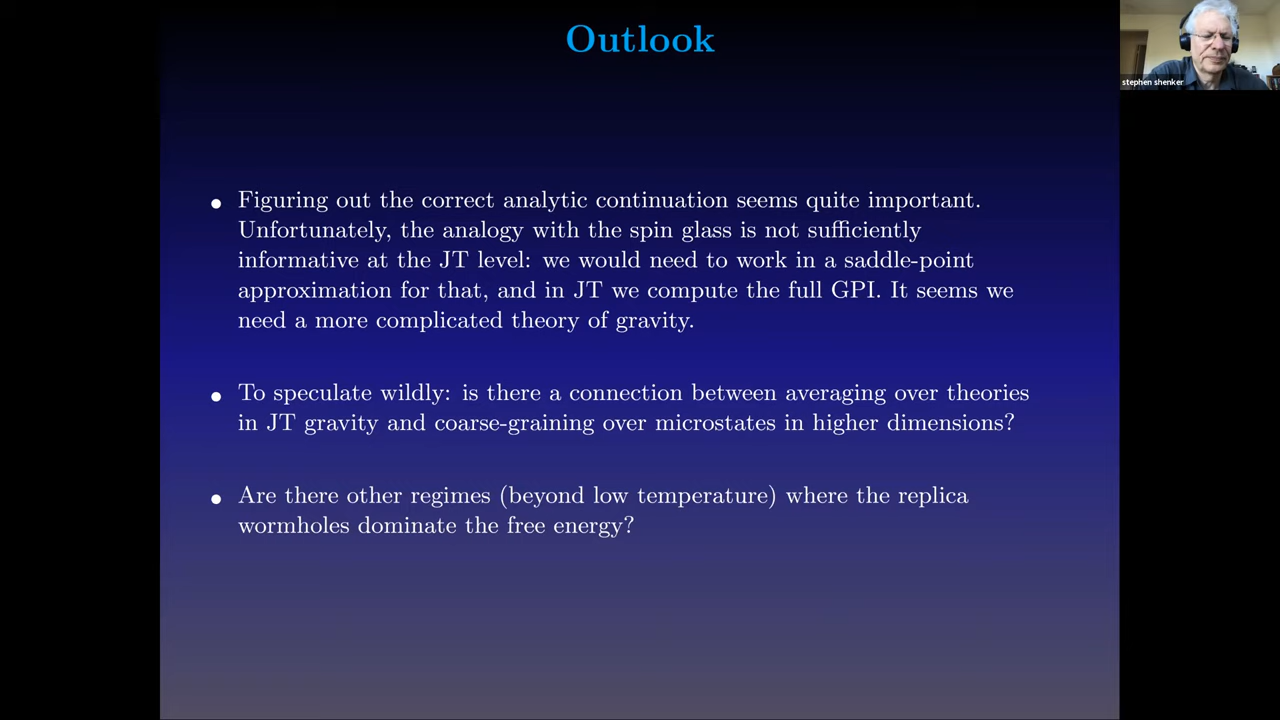 Outlook
stephen shenker
• Figuring out the correct analytic continuation seems quite important.
Unfortunately, the analogy with the spin glass is not sufficiently
informative at the JT level: we would need to work in a saddle-point
approximation for that, and in JT we compute the full GPI. It seems we
need a more complicated theory of gravity.
• To speculate wildly: is there a connection between averaging over theories
in JT gravity and coarse-graining over microstates in higher dimensions?
• Are there other regimes (beyond low temperature) where the replica
wormholes dominate the free energy?